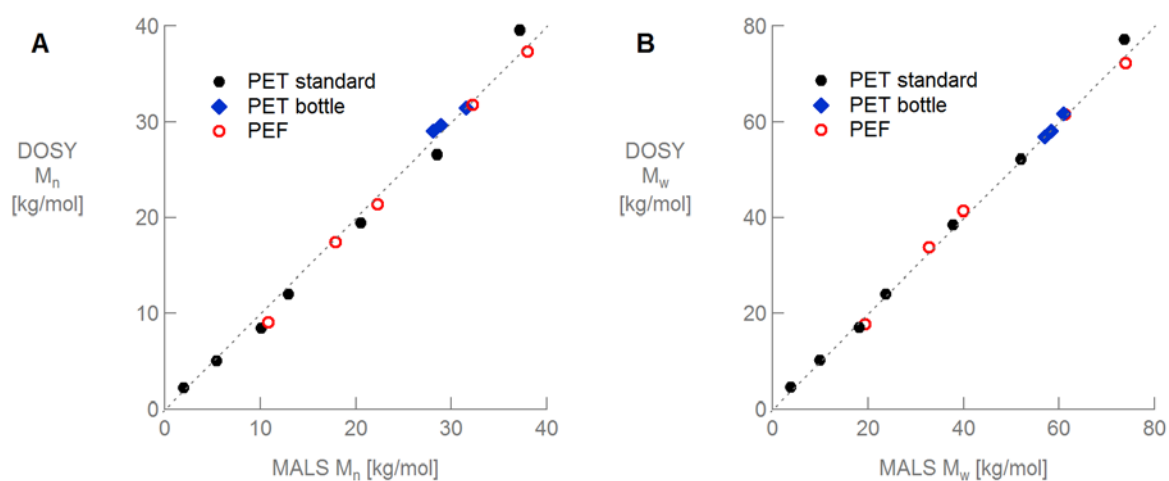 A
40
30
20
10
0
DOSY
Mn
[kg/mol]
PET standard
PET bottle
PEF
0 10 20 30 40
MALS Mn [kg/mol]
B
80
60
40
20
0
DOSY
Mw
[kg/mol]
PET standard
PET bottle
PEF
0 20 40 60 80
MALS Mw [kg/mol]